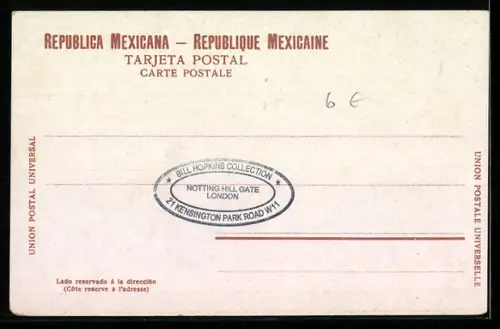 REPUBLICA MEXICANA — REPUBLIQUE MEXICAINE
TARJETA POSTAL
CARTE POSTALE
6 €
UNION POSTAL UNIVERSAL
UNION POSTALE UNIVERSELLE
* BILL HOPKINS COLLECTION *
NOTTING HILL GATE
LONDON
21 KENSINGTON PARK ROAD W11
Lado reservado á la dirección
(Côte reserve à l'adresse)